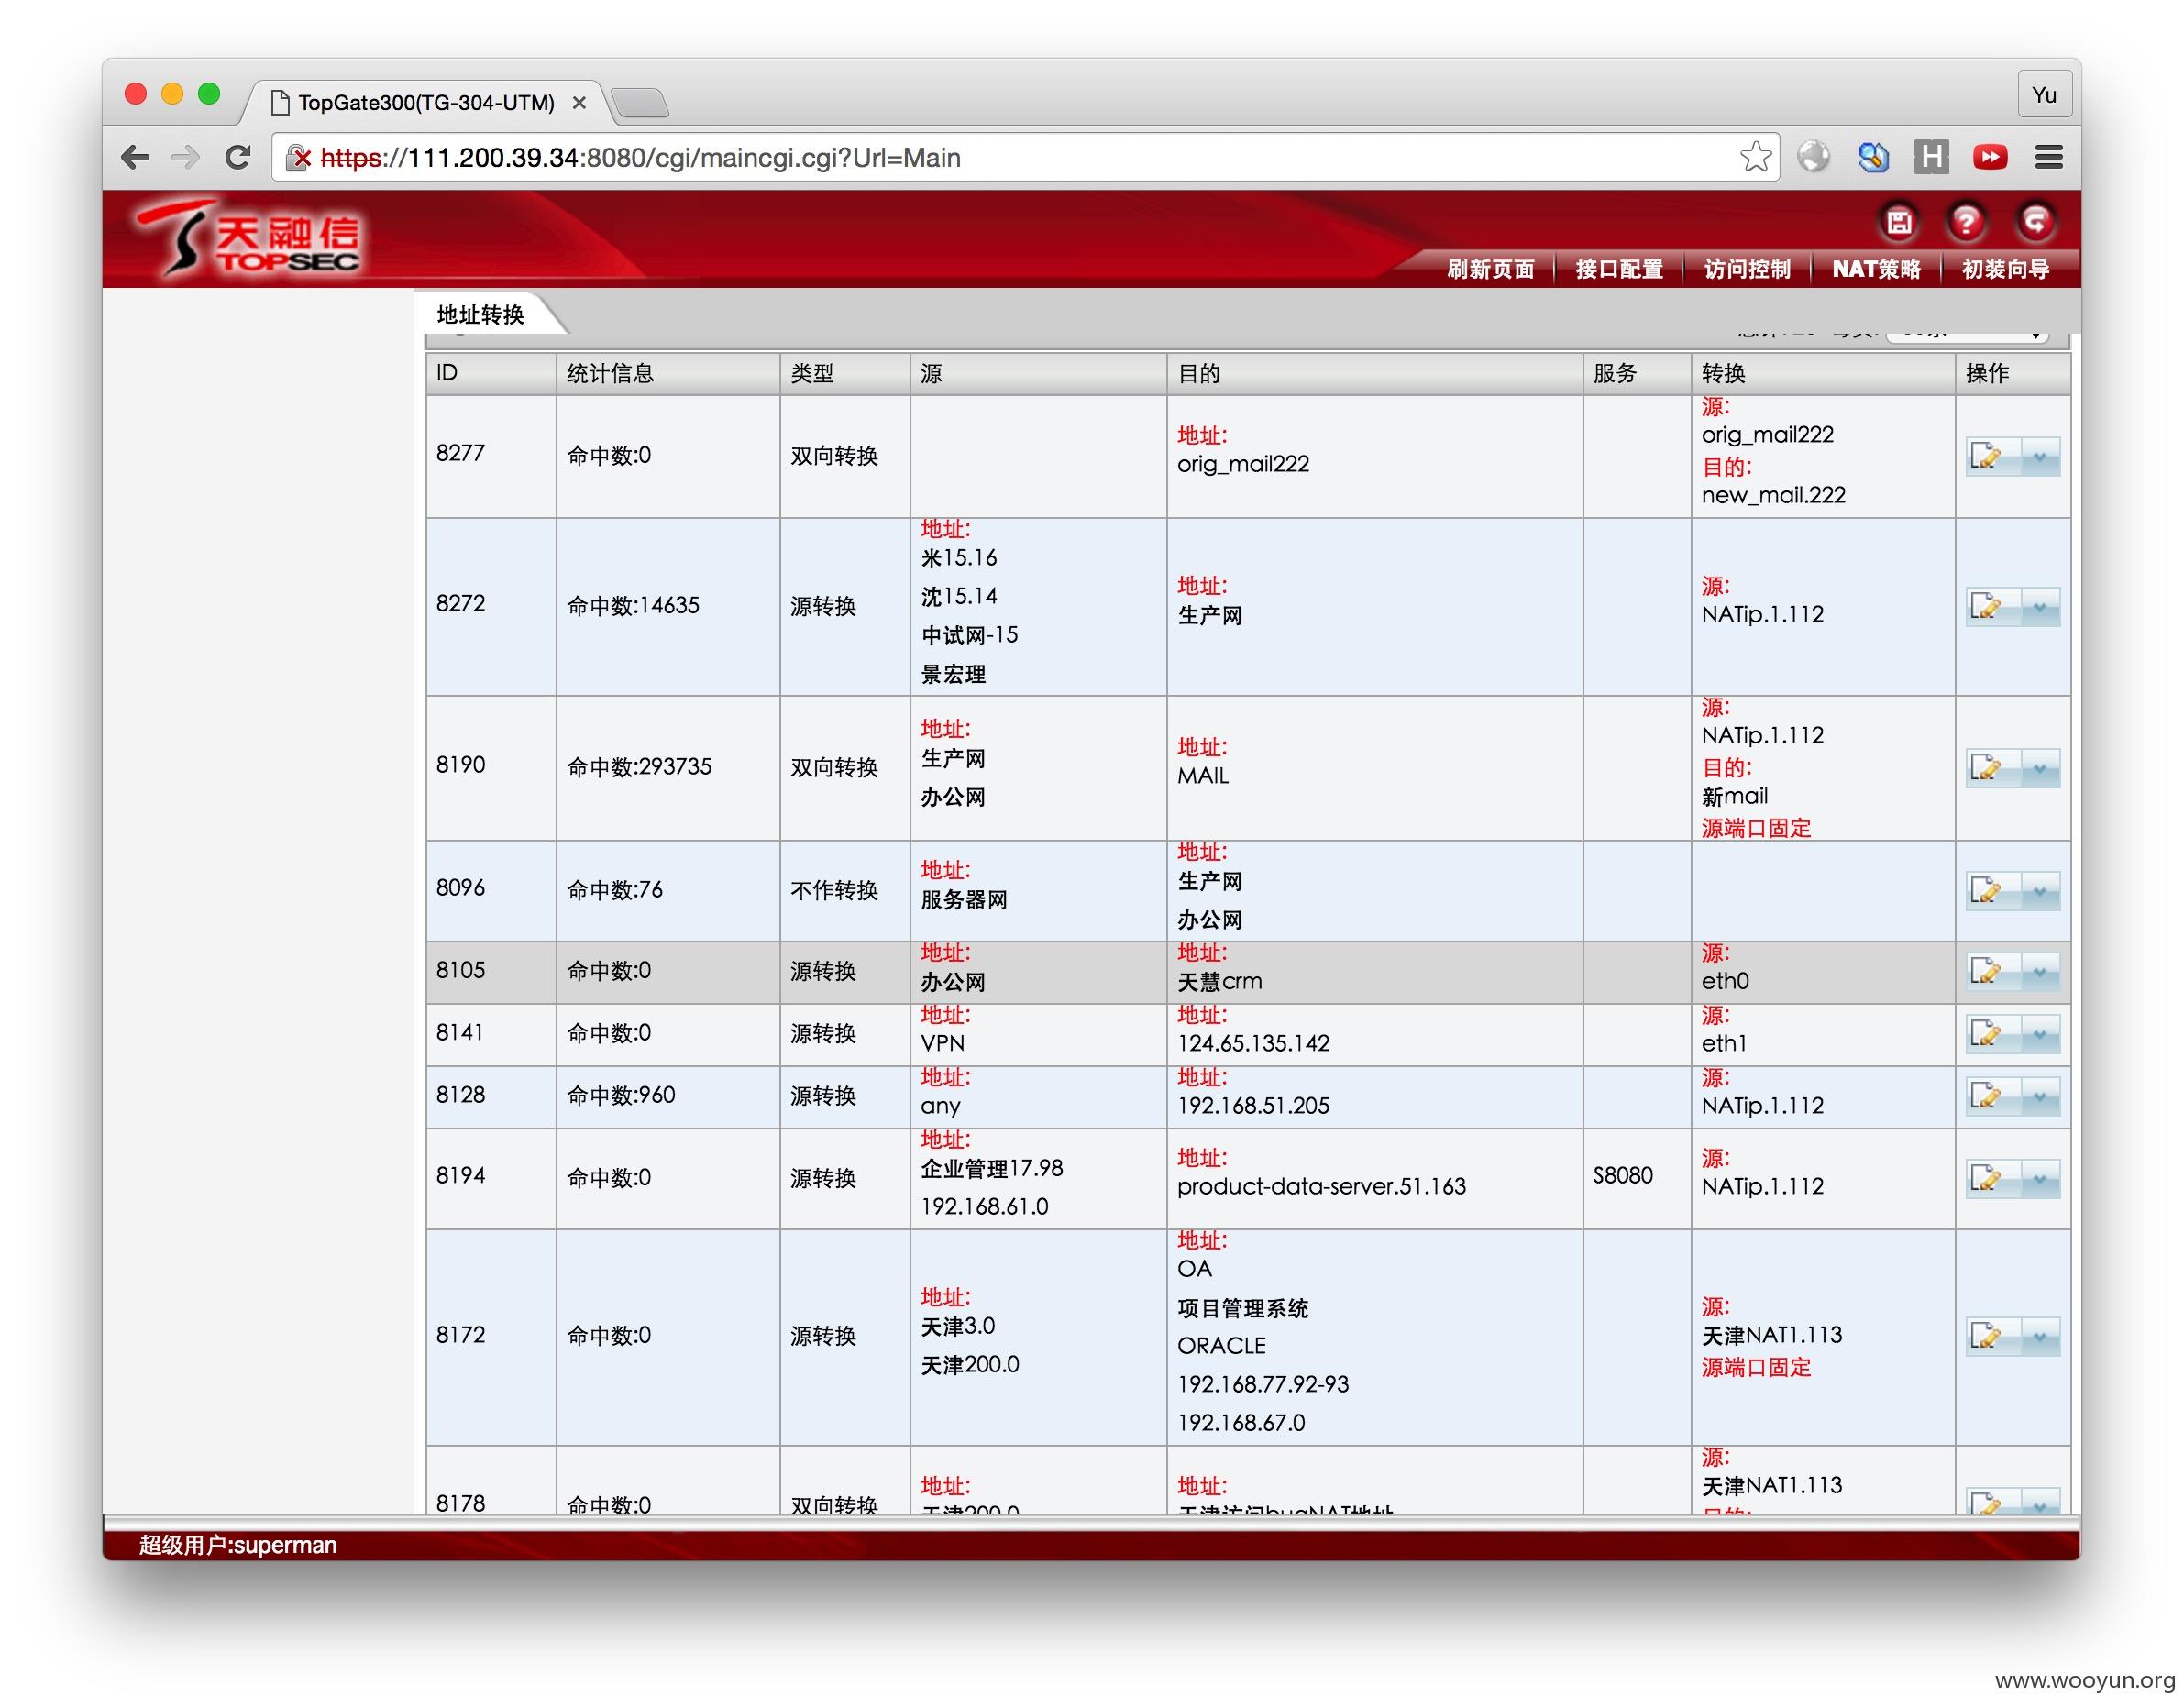 TopGate300(TG-304-UTM)
Yu
https://111.200.39.34:8080/cgi/maincgi.cgi?Url=Main
天融信
TOPSEC
刷新页面 接口配置 访问控制 NAT策略 初装向导
地址转换
ID 统计信息 类型 源 目的 服务 转换 操作
8277 命中数:0 双向转换
地址:
orig_mail222
源:
orig_mail222
目的:
new_mail.222
8272 命中数:14635 源转换
地址:
米15.16
沈15.14
中试网-15
景宏理
地址:
生产网
源:
NATip.1.112
8190 命中数:293735 双向转换
地址:
生产网
办公网
地址:
MAIL
源:
NATip.1.112
目的:
新mail
源端口固定
8096 命中数:76 不作转换
地址:
服务器网
地址:
生产网
办公网
8105 命中数:0 源转换
地址:
办公网
地址:
天慧crm
源:
eth0
8141 命中数:0 源转换
地址:
VPN
地址:
124.65.135.142
源:
eth1
8128 命中数:960 源转换
地址:
any
地址:
192.168.51.205
源:
NATip.1.112
8194 命中数:0 源转换
地址:
企业管理17.98
192.168.61.0
地址:
product-data-server.51.163
S8080
源:
NATip.1.112
8172 命中数:0 源转换
地址:
天津3.0
天津200.0
地址:
OA
项目管理系统
ORACLE
192.168.77.92-93
192.168.67.0
源:
天津NAT1.113
源端口固定
8178 命中数:0 双向转换
地址:
天津200.0
地址:
源:
天津NAT1.113
超级用户:superman
www.wooyun.org